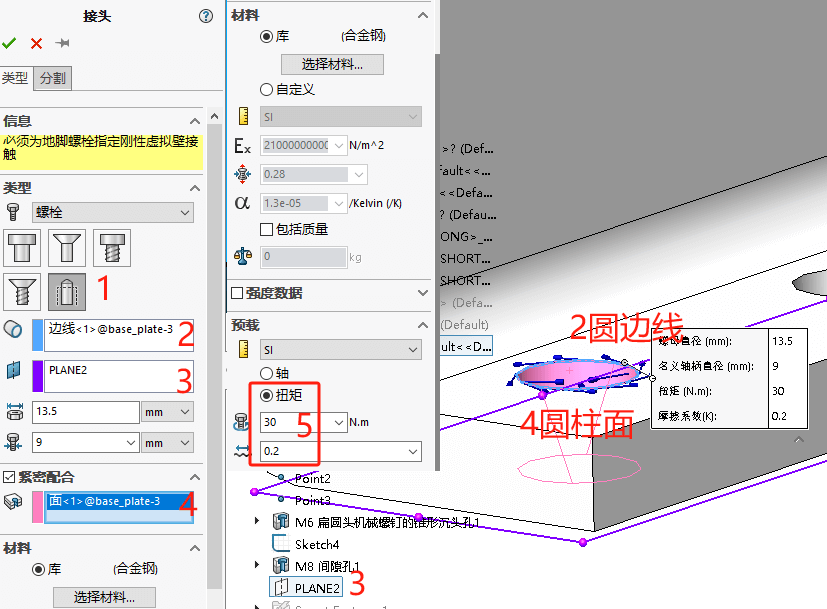 接头
类型
分割
信息
必须为地脚螺栓指定刚性虚拟壁接
触
类型
螺栓
1
边线<1>@base_plate-3
2
PLANE2
3
13.5
mm
9
mm
紧密配合
面<1>@base_plate-3
4
材料
库
(合金钢)
选择材料...
材料
库
(合金钢)
选择材料...
自定义
SI
Ex
21000000000
N/m^2
0.28
α
1.3e-05
/Kelvin (/K)
包括质量
0
kg
强度数据
预载
SI
轴
扭矩
30
N.m
5
0.2
>? (Def...
ault<<...
<<Defa...
? (Defau...
ONG>_...
SHORT...
SHORT...
> (Defa...
(Default)
ult<<D...
Point2
Point3
M6 扁圆头机械螺钉的锥形沉头孔1
Sketch4
M8 间隙孔1
PLANE2
3
2圆边线
4圆柱面
螺母直径 (mm):
13.5
名义轴柄直径 (mm):
9
扭矩 (N.m):
30
摩擦系数(K):
0.2